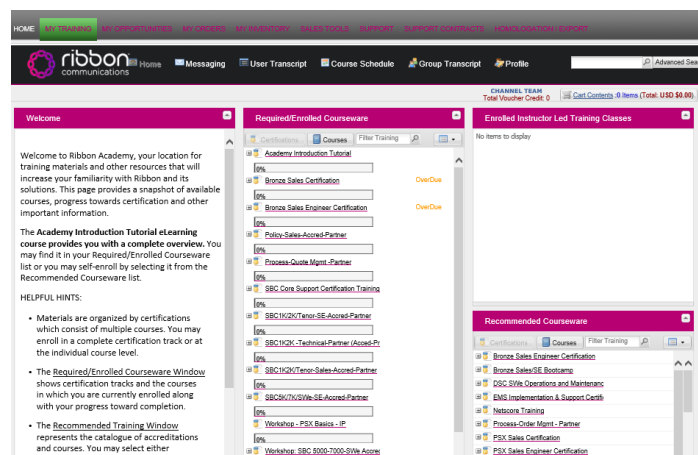 HOME MY TRAINING MY OPPORTUNITIES MY ORDERS MY INVENTORY SALES TOOLS SUPPORT SUPPORT CONTRACTS HOMOLOGATION / EXPORT
ribbon
communications
Home Messaging User Transcript Course Schedule Group Transcript Profile Advanced Sea
CHANNEL TEAM
Total Voucher Credit: 0 Cart Contents :0 Items (Total: USD $0.00)
Welcome
Welcome to Ribbon Academy, your location for
training materials and other resources that will
increase your familiarity with Ribbon and its
solutions. This page provides a snapshot of available
courses, progress towards certification and other
important information.
The Academy Introduction Tutorial eLearning
course provides you with a complete overview. You
may find it in your Required/Enrolled Courseware
list or you may self-enroll by selecting it from the
Recommended Courseware list.
HELPFUL HINTS:
• Materials are organized by certifications
which consist of multiple courses. You may
enroll in a complete certification track or at
the individual course level.
• The Required/Enrolled Courseware Window
shows certification tracks and the courses
in which you are currently enrolled along
with your progress toward completion.
• The Recommended Training Window
represents the catalogue of accreditations
and courses. You may select either
Required/Enrolled Courseware
Certifications Courses Filter Training
Academy Introduction Tutorial
0%
Bronze Sales Certification OverDue
0%
Bronze Sales Engineer Certification OverDue
0%
Policy-Sales-Accred-Partner
0%
Process-Quote Mgmt -Partner
0%
SBC Core Support Certification Training
0%
SBC1K/2K/Tenor-SE-Accred-Partner
0%
SBC1K2K -Technical-Partner (Acced-Pr
0%
SBC1K2K/Tenor-Sales-Accred-Partner
0%
SBC5K/7K/SWe-SE-Accred-Partner
0%
Workshop - PSX Basics - IP
0%
Workshop: SBC 5000-7000-SWe Accred
Enrolled Instructor Led Training Classes
No items to display
Recommended Courseware
Certifications Courses Filter Training
Bronze Sales Engineer Certification
Bronze Sales/SE Bootcamp
DSC SWe Operations and Maintenanc
EMS Implementation & Support Certifi
Netscore Training
Process-Order Mgmt - Partner
PSX Sales Certification
PSX Sales Engineer Certification